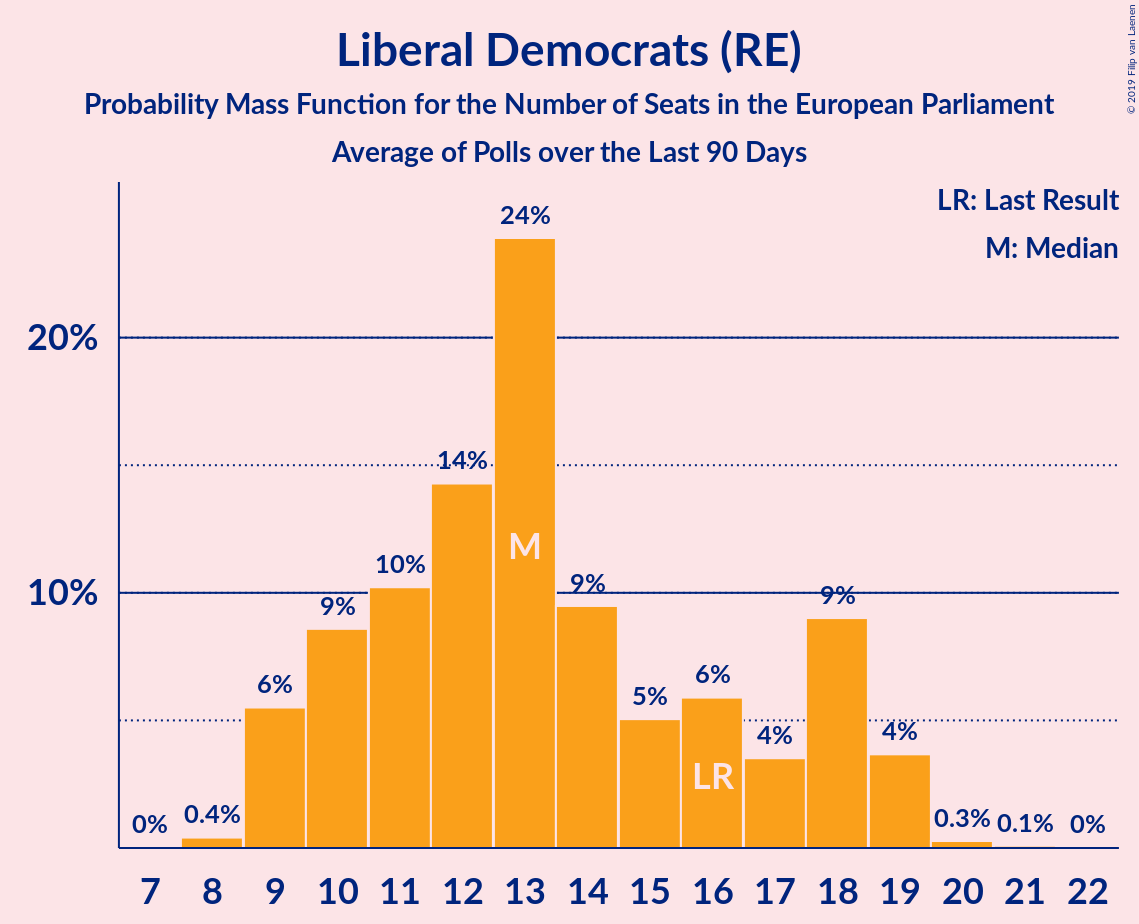 Liberal Democrats (RE)
Probability Mass Function for the Number of Seats in the European Parliament
Average of Polls over the Last 90 Days
© 2019 Filip van Laenen
LR: Last Result
M: Median
20%
10%
0%
0.4%
6%
9%
10%
14%
24%
9%
5%
6%
4%
9%
4%
0.3%
0.1%
0%
M
LR
7 8 9 10 11 12 13 14 15 16 17 18 19 20 21 22